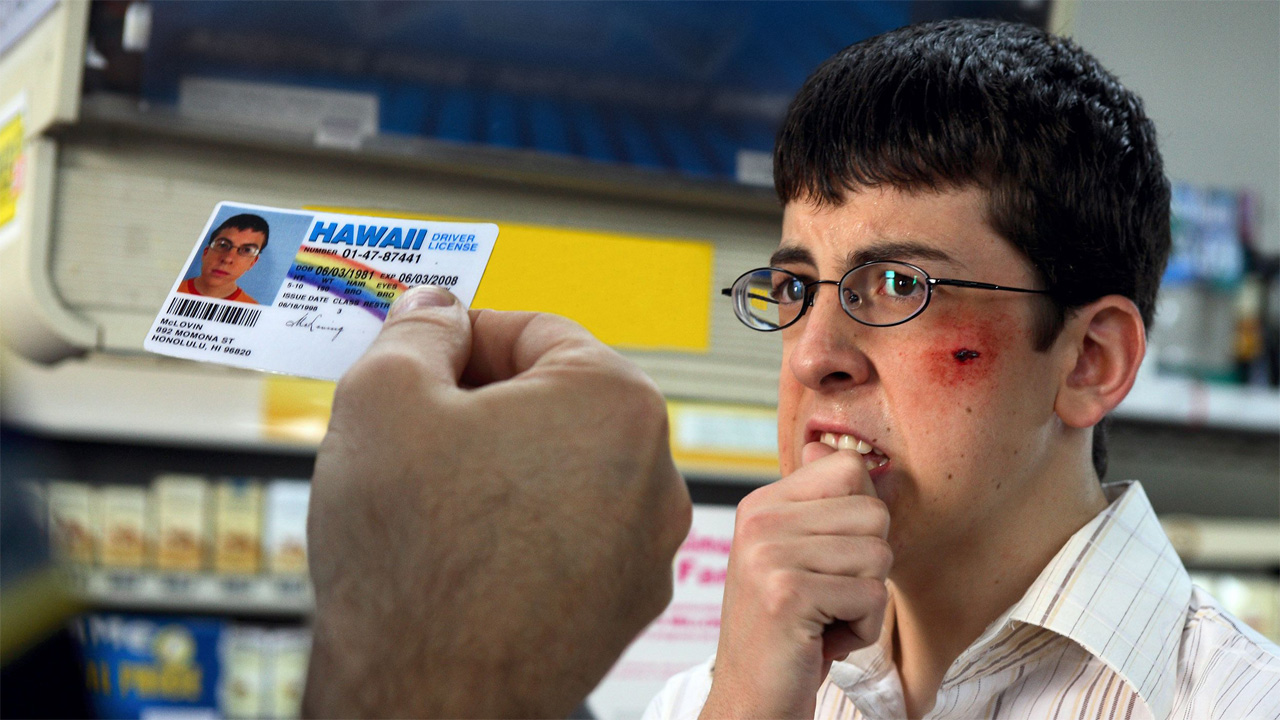 HAWAII DRIVER LICENSE
NUMBER 01-47-87441
DOB 06/03/1981 EXP 06/03/2008
HT WT HAIR EYES
5-10 BRO BRO
ISSUE DATE CLASS RESTR
06/18/1998 3
McLOVIN
892 MOMONA ST
HONOLULU, HI 96820